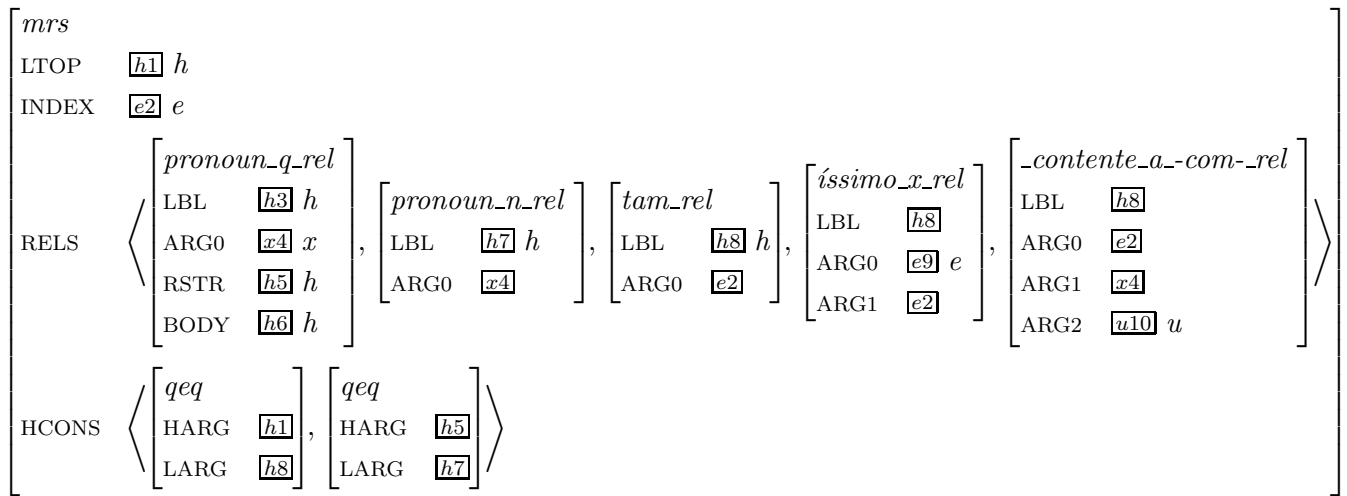 mrs
LTOP h1 h
INDEX e2 e
RELS ⟨ [pronoun_q_rel LBL h3 h ARG0 x4 x RSTR h5 h BODY h6 h], [pronoun_n_rel LBL h7 h ARG0 x4], [tam_rel LBL h8 h ARG0 e2], [íssimo_x_rel LBL h8 ARG0 e9 e ARG1 e2], [_contente_a_-com-_rel LBL h8 ARG0 e2 ARG1 x4 ARG2 u10 u] ⟩
HCONS ⟨ [qeq HARG h1 LARG h8], [qeq HARG h5 LARG h7] ⟩